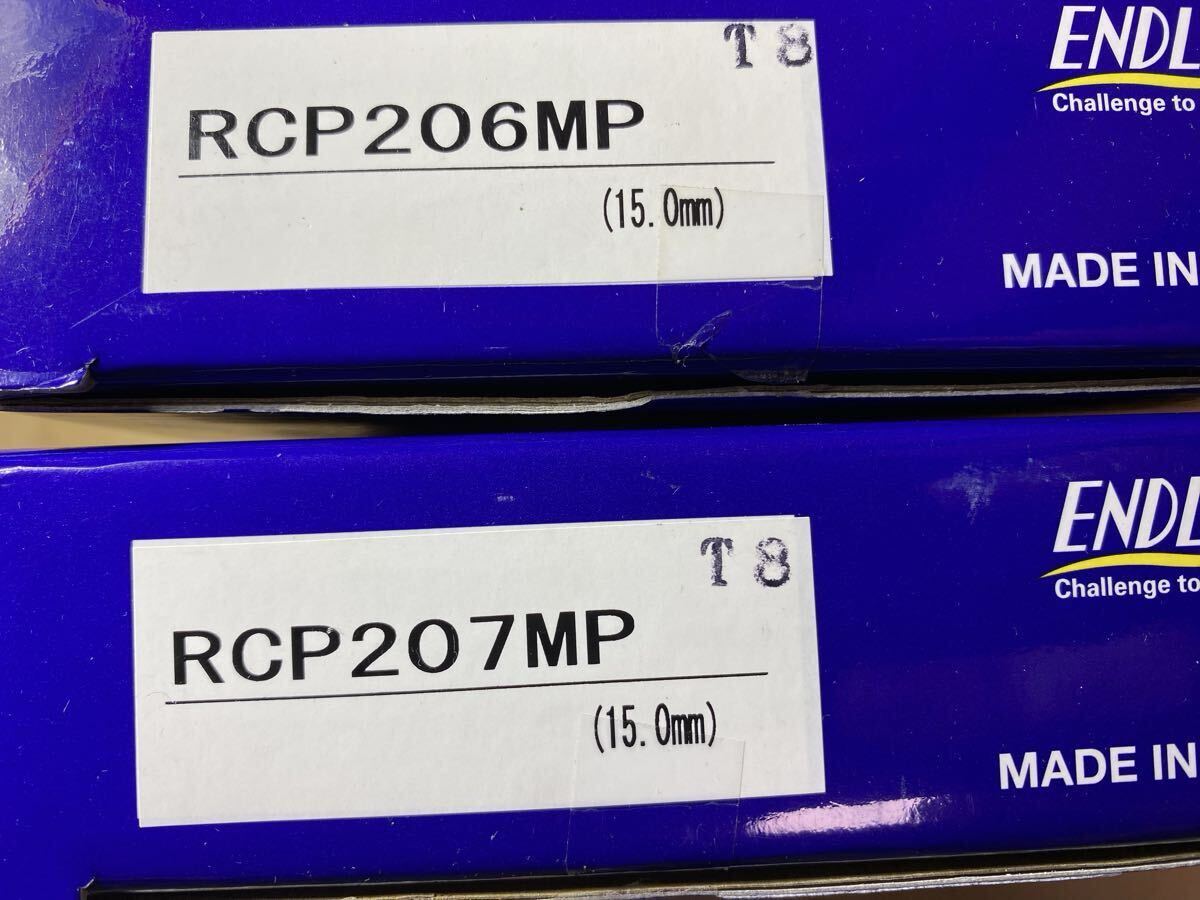 T8
RCP206MP
(15.0mm)
ENDL
Challenge to
MADE IN
T8
RCP207MP
(15.0mm)
ENDL
Challenge to
MADE IN